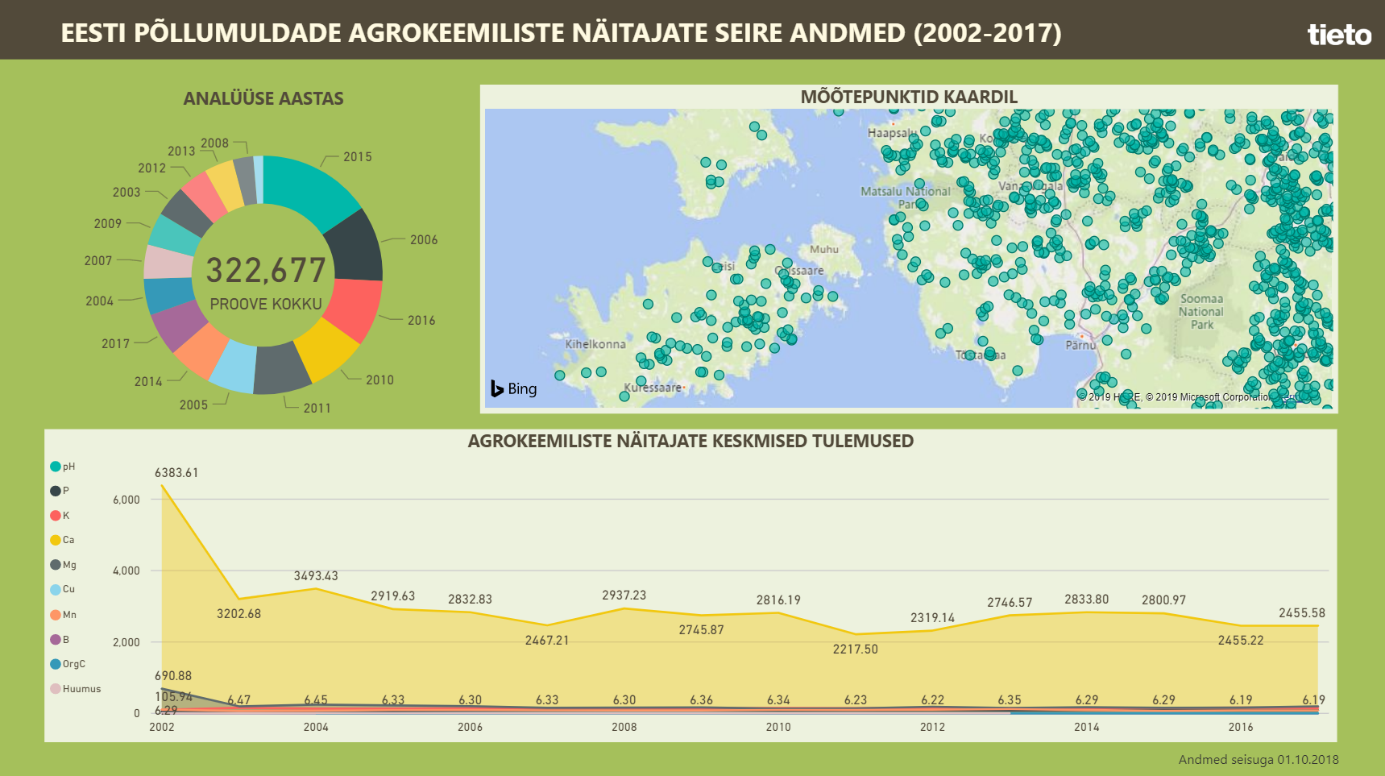 EESTI PÕLLUMULDADE AGROKEEMILISTE NÄITAJATE SEIRE ANDMED (2002-2017)
tieto
ANALÜÜSE AASTAS
2008
2013
2012
2003
2009
2007
2004
2017
2014
2005
2011
2010
2016
2006
2015
322,677
PROOVE KOKKU
MÕÕTEPUNKTID KAARDIL
Haapsalu
Matsalu National
Park
Muhu
Orissaare
Kihelkonna
Kuressaare
Pärnu
Soomaa
National
Park
Bing
© 2019 HERE, © 2019 Microsoft Corporation
AGROKEEMILISTE NÄITAJATE KESKMISED TULEMUSED
pH
P
K
Ca
Mg
Cu
Mn
B
OrgC
Huumus
6,000
4,000
2,000
0
6383.61
3202.68
3493.43
2919.63
2832.83
2467.21
2937.23
2745.87
2816.19
2217.50
2319.14
2746.57
2833.80
2800.97
2455.22
2455.58
690.88
105.94
6.29
6.47
6.45
6.33
6.30
6.33
6.30
6.36
6.34
6.23
6.22
6.35
6.29
6.29
6.19
6.19
2002
2004
2006
2008
2010
2012
2014
2016
Andmed seisuga 01.10.2018